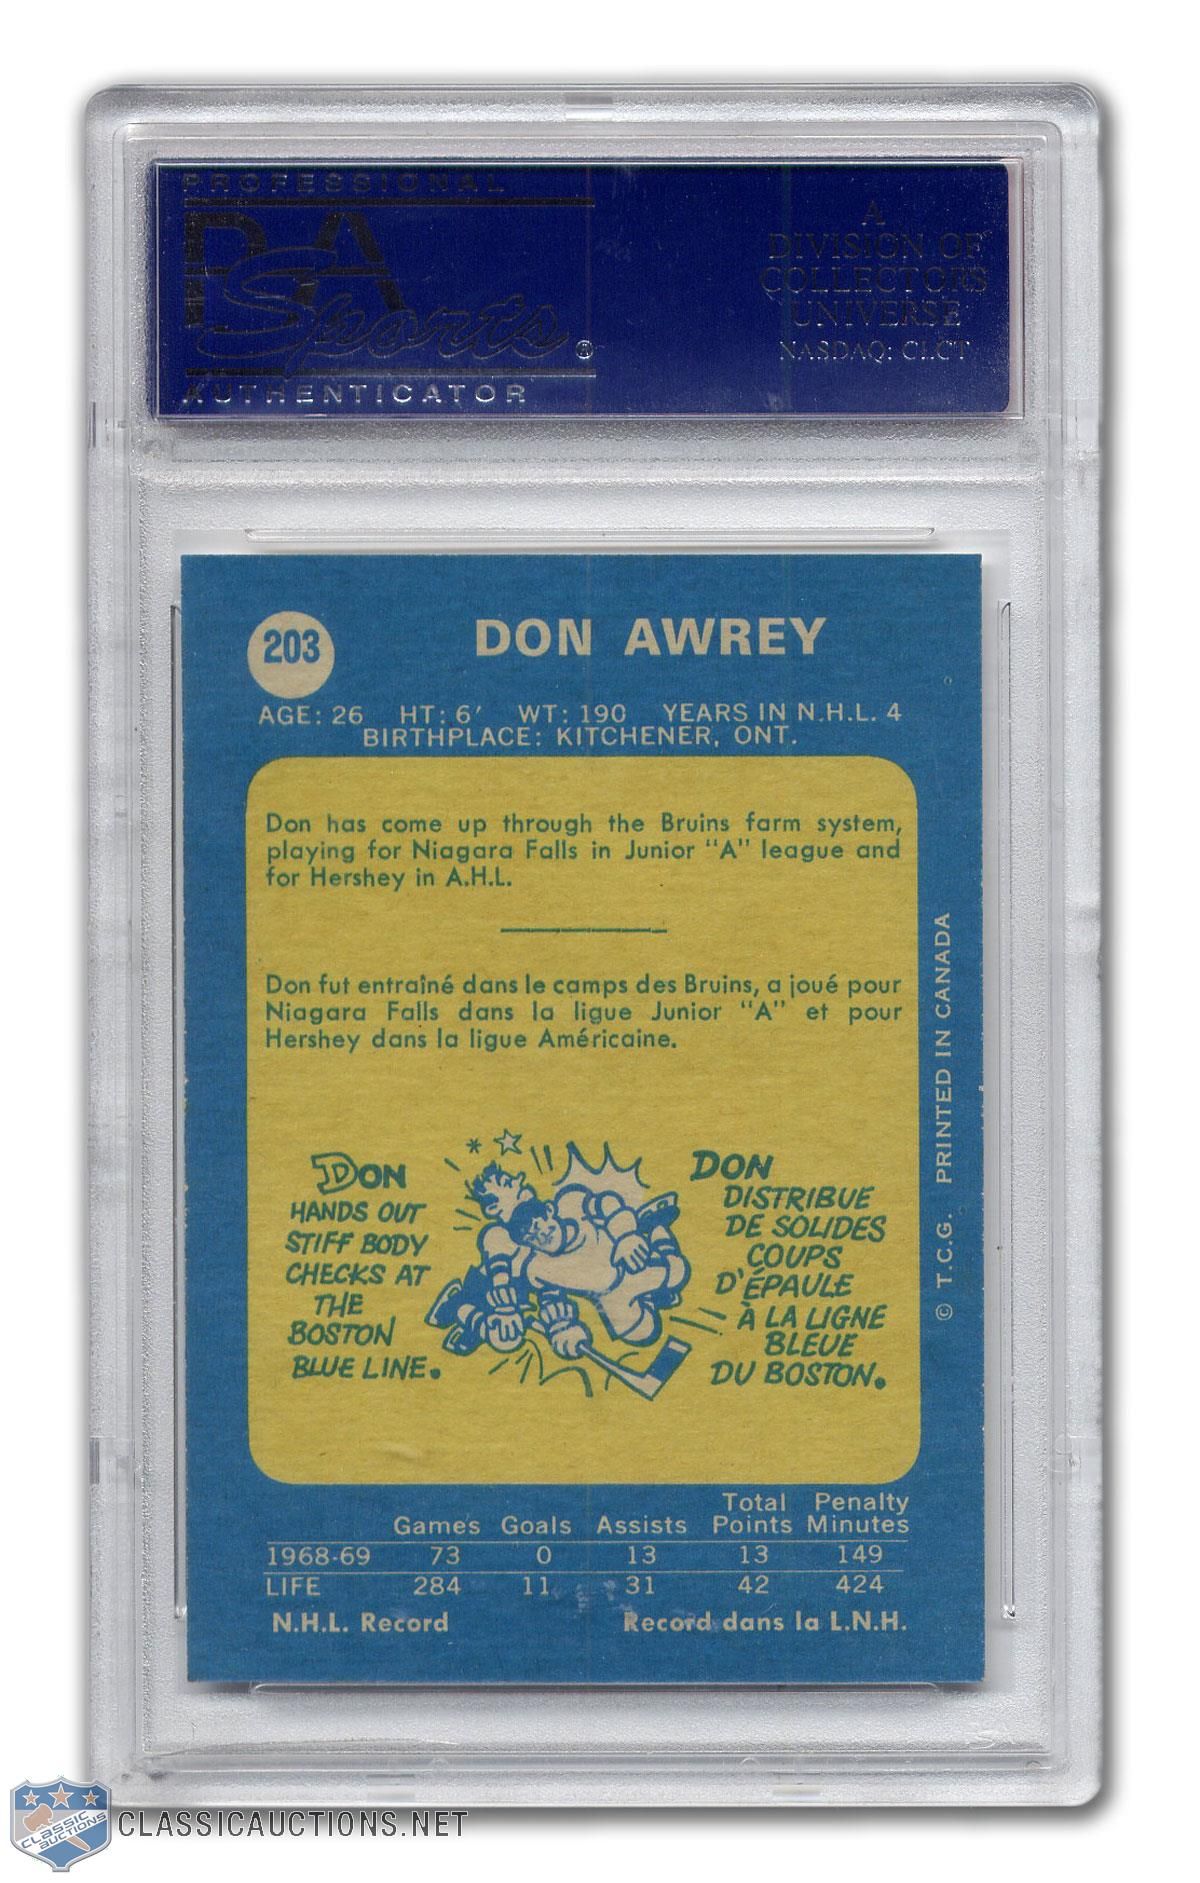 PROFESSIONAL
PSA
Sports®
AUTHENTICATOR
A
DIVISION OF
COLLECTORS
UNIVERSE
NASDAQ: CLCT
203
DON AWREY
AGE: 26 HT: 6' WT: 190 YEARS IN N.H.L. 4
BIRTHPLACE: KITCHENER, ONT.
Don has come up through the Bruins farm system,
playing for Niagara Falls in Junior "A" league and
for Hershey in A.H.L.
Don fut entraîné dans le camps des Bruins, a joué pour
Niagara Falls dans la ligue Junior "A" et pour
Hershey dans la ligue Américaine.
DON
HANDS OUT
STIFF BODY
CHECKS AT
THE
BOSTON
BLUE LINE.
DON
DISTRIBUE
DE SOLIDES
COUPS
D'ÉPAULE
À LA LIGNE
BLEUE
DU BOSTON.
© T.C.G. PRINTED IN CANADA
Games Goals Assists Total Points Penalty Minutes
1968-69 73 0 13 13 149
LIFE 284 11 31 42 424
N.H.L. Record Record dans la L.N.H.
CLASSIC
AUCTIONS
CLASSICAUCTIONS.NET